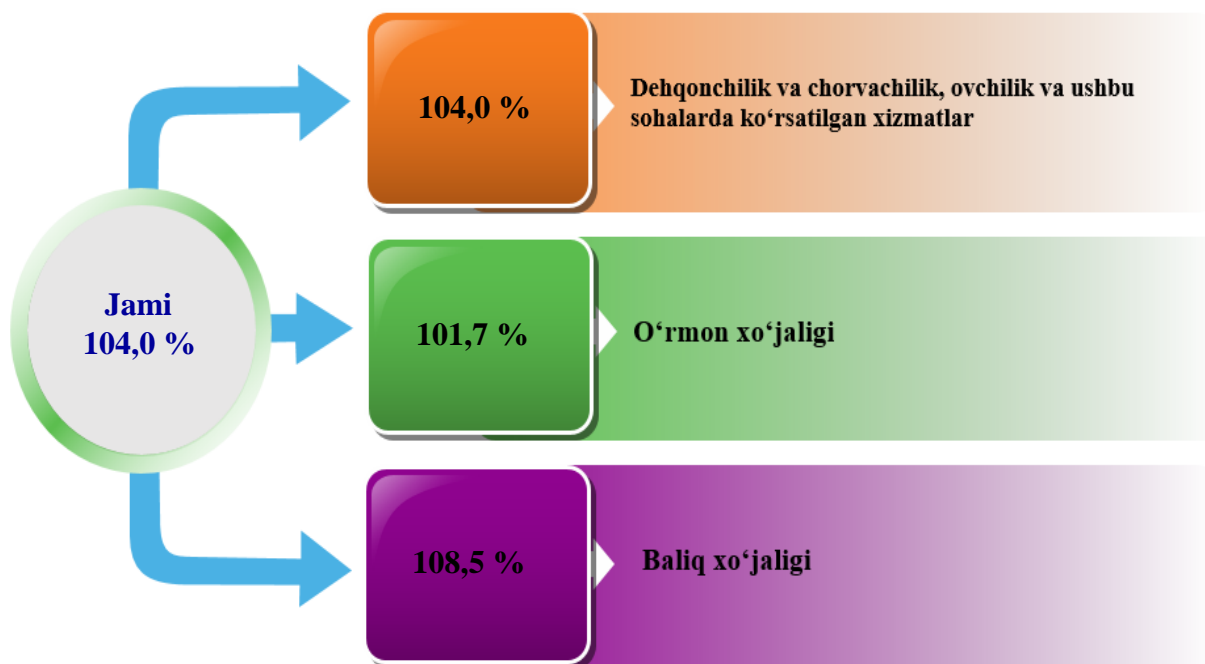 104,0 %
Dehqonchilik va chorvachilik, ovchilik va ushbu
sohalarda ko‘rsatilgan xizmatlar
Jami
104,0 %
101,7 %
O‘rmon xo‘jaligi
108,5 %
Baliq xo‘jaligi